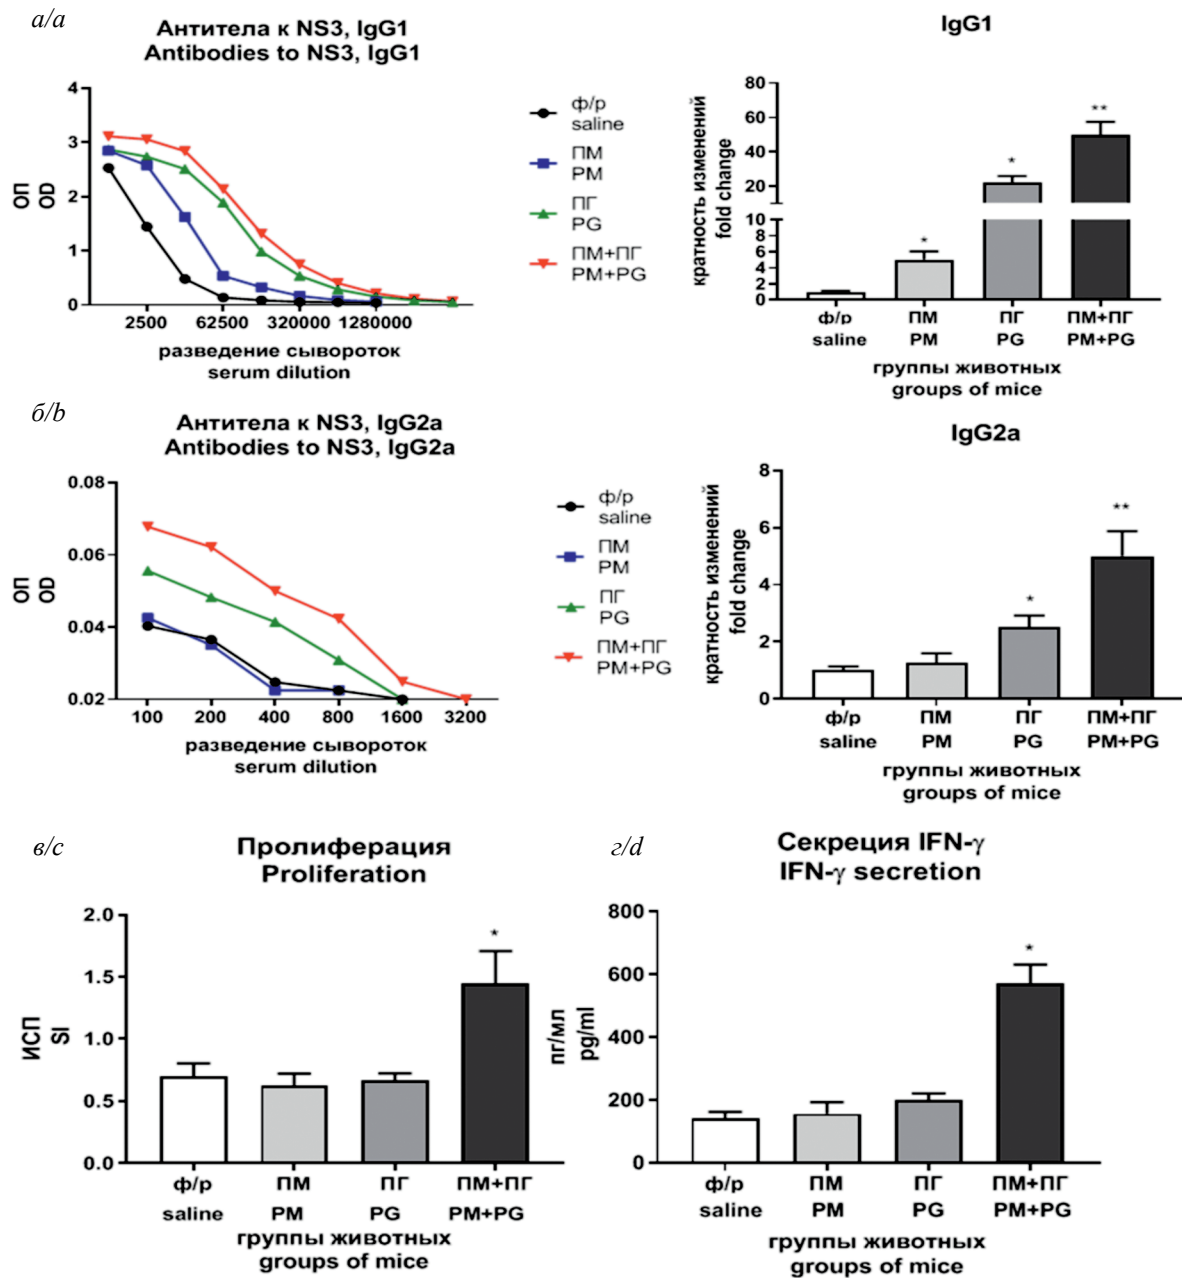 а/a
Антитела к NS3, IgG1
Antibodies to NS3, IgG1
ОП
OD
4
3
2
1
0
2500 62500 320000 1280000
разведение сывороток
serum dilution
ф/р
saline
ПМ
PM
ПГ
PG
ПМ+ПГ
PM+PG
IgG1
кратность изменений
fold change
80
60
40
20
10
8
6
4
2
0
* * **
ф/р ПМ ПГ ПМ+ПГ
saline PM PG PM+PG
группы животных
groups of mice
б/b
Антитела к NS3, IgG2a
Antibodies to NS3, IgG2a
ОП
OD
0.08
0.06
0.04
0.02
100 200 400 800 1600 3200
разведение сывороток
serum dilution
ф/р
saline
ПМ
PM
ПГ
PG
ПМ+ПГ
PM+PG
IgG2a
кратность изменений
fold change
8
6
4
2
0
* **
ф/р ПМ ПГ ПМ+ПГ
saline PM PG PM+PG
группы животных
groups of mice
в/c
Пролиферация
Proliferation
ИСП
SI
2.0
1.5
1.0
0.5
0.0
*
ф/р ПМ ПГ ПМ+ПГ
saline PM PG PM+PG
группы животных
groups of mice
г/d
Секреция IFN-γ
IFN-γ secretion
пг/мл
pg/ml
800
600
400
200
0
*
ф/р ПМ ПГ ПМ+ПГ
saline PM PG PM+PG
группы животных
groups of mice